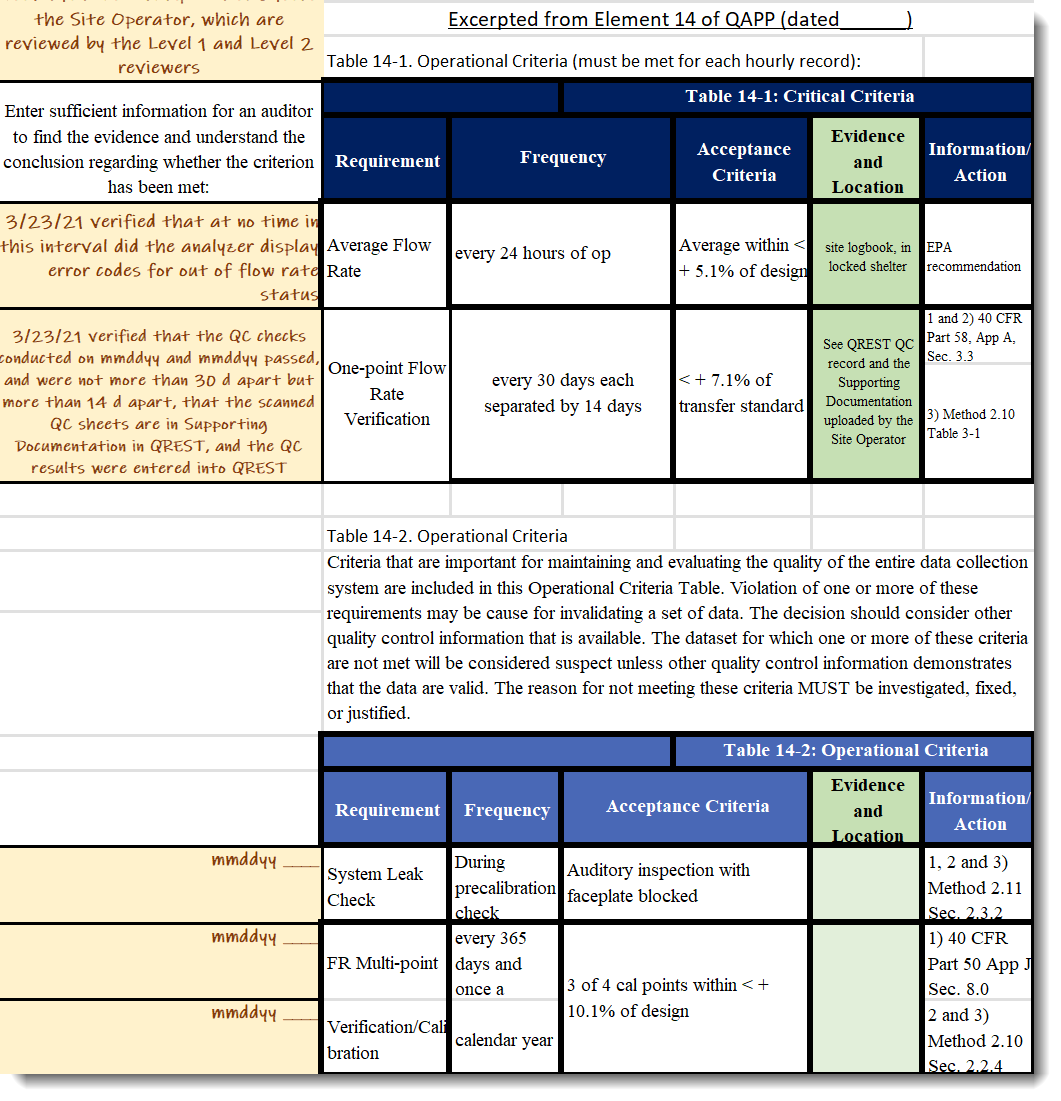 the Site Operator, which are
reviewed by the Level 1 and Level 2
reviewers
Excerpted from Element 14 of QAPP (dated______)
Table 14-1. Operational Criteria (must be met for each hourly record):
Enter sufficient information for an auditor
to find the evidence and understand the
conclusion regarding whether the criterion
has been met:
Table 14-1: Critical Criteria
Requirement
Frequency
Acceptance
Criteria
Evidence
and
Location
Information/
Action
3/23/21 verified that at no time in
this interval did the analyzer display
error codes for out of flow rate
status
Average Flow
Rate
every 24 hours of op
Average within <
+ 5.1% of design
site logbook, in
locked shelter
EPA
recommendation
3/23/21 verified that the QC checks
conducted on mmddyy and mmddyy passed,
and were not more than 30 d apart but
more than 14 d apart, that the scanned
QC sheets are in Supporting
Documentation in QREST, and the QC
results were entered into QREST
One-point Flow
Rate
Verification
every 30 days each
separated by 14 days
< + 7.1% of
transfer standard
See QREST QC
record and the
Supporting
Documentation
uploaded by the
Site Operator
1 and 2) 40 CFR
Part 58, App A,
Sec. 3.3
3) Method 2.10
Table 3-1
Table 14-2. Operational Criteria
Criteria that are important for maintaining and evaluating the quality of the entire data collection
system are included in this Operational Criteria Table. Violation of one or more of these
requirements may be cause for invalidating a set of data. The decision should consider other
quality control information that is available. The dataset for which one or more of these criteria
are not met will be considered suspect unless other quality control information demonstrates
that the data are valid. The reason for not meeting these criteria MUST be investigated, fixed,
or justified.
Table 14-2: Operational Criteria
Requirement
Frequency
Acceptance Criteria
Evidence
and
Location
Information/
Action
mmddyy ____
System Leak
Check
During
precalibration
check
Auditory inspection with
faceplate blocked
1, 2 and 3)
Method 2.11
Sec. 2.3.2
mmddyy ____
FR Multi-point
every 365
days and
once a
3 of 4 cal points within < +
10.1% of design
1) 40 CFR
Part 50 App J
Sec. 8.0
mmddyy ____
Verification/Cali
bration
calendar year
2 and 3)
Method 2.10
Sec. 2.2.4